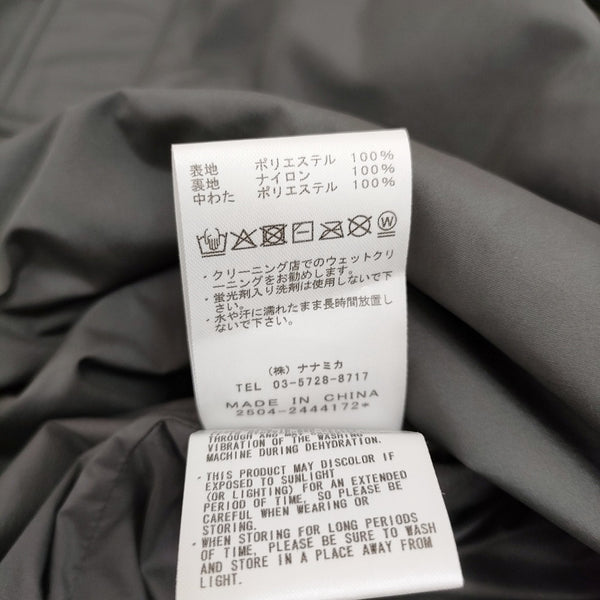 表地 ポリエステル 100%
裏地 ナイロン 100%
中わた ポリエステル 100%
・クリーニング店でのウェットクリ
ーニングをお勧めします。
・蛍光剤入り洗剤は使用しないで下
さい。
・水や汗に濡れたまま長時間放置し
ないで下さい。
(株) ナナミカ
TEL 03-5728-8717
MADE IN CHINA
2504-2444172*
THROUGH AND THE
VIBRATION OF THE WASHING
MACHINE DURING DEHYDRATION.
・THIS PRODUCT MAY DISCOLOR IF
EXPOSED TO SUNLIGHT
(OR LIGHTING) FOR AN EXTENDED
PERIOD OF TIME, SO PLEASE BE
CAREFUL WHEN WEARING OR
STORING.
・WHEN STORING FOR LONG PERIODS
OF TIME, PLEASE BE SURE TO WASH
AND STORE IN A PLACE AWAY FROM
LIGHT.